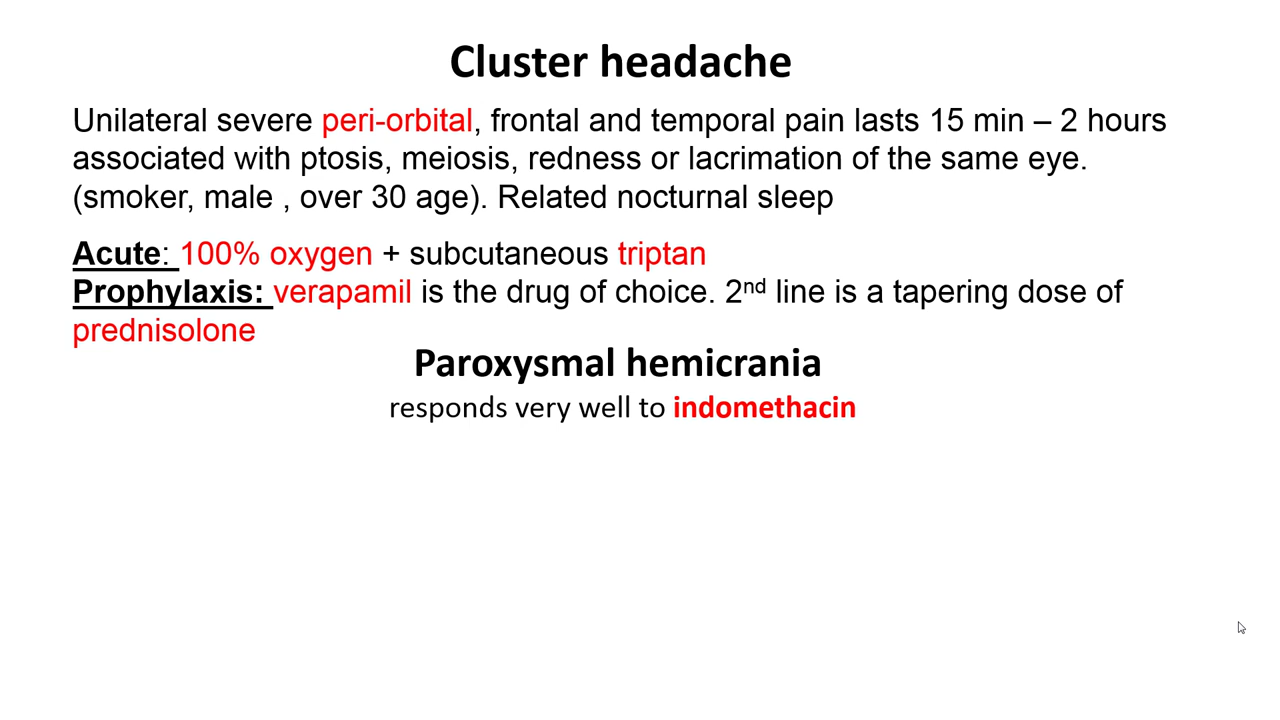 Cluster headache
Unilateral severe peri-orbital, frontal and temporal pain lasts 15 min – 2 hours
associated with ptosis, meiosis, redness or lacrimation of the same eye.
(smoker, male , over 30 age). Related nocturnal sleep
Acute: 100% oxygen + subcutaneous triptan
Prophylaxis: verapamil is the drug of choice. 2nd line is a tapering dose of
prednisolone
Paroxysmal hemicrania
responds very well to indomethacin